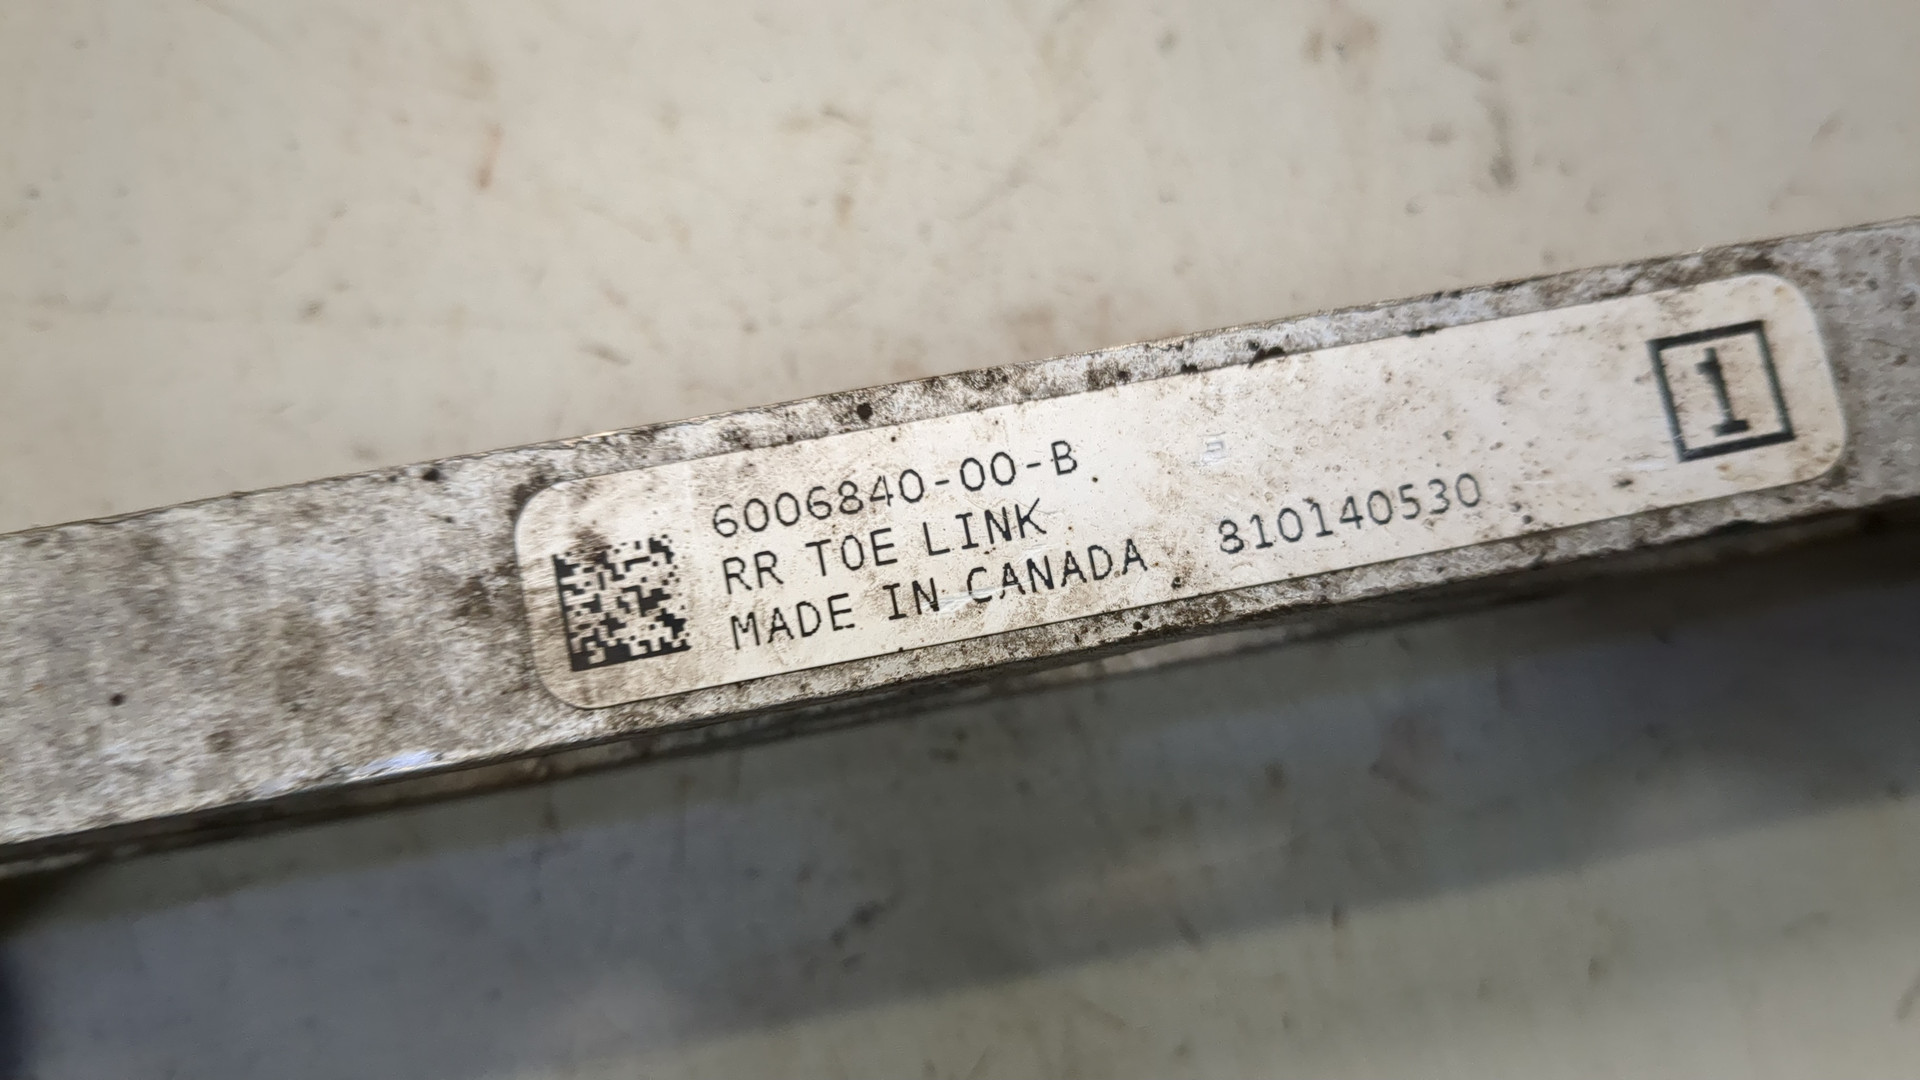 6006840-00-B
RR TOE LINK
MADE IN CANADA 810140530
1